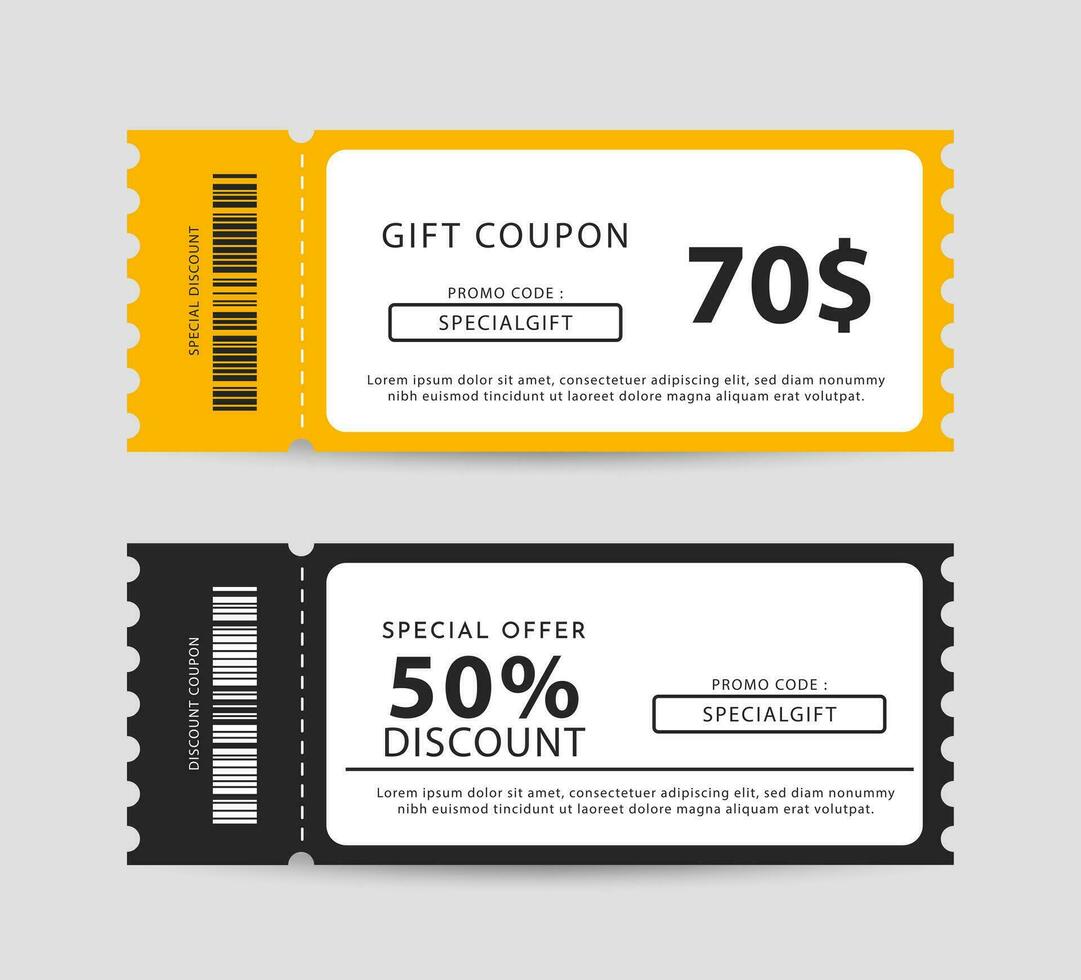 SPECIAL DISCOUNT
GIFT COUPON
70$
PROMO CODE :
SPECIALGIFT
Lorem ipsum dolor sit amet, consectetuer adipiscing elit, sed diam nonummy
nibh euismod tincidunt ut laoreet dolore magna aliquam erat volutpat.
DISCOUNT COUPON
SPECIAL OFFER
50%
DISCOUNT
PROMO CODE :
SPECIALGIFT
Lorem ipsum dolor sit amet, consectetuer adipiscing elit, sed diam nonummy
nibh euismod tincidunt ut laoreet dolore magna aliquam erat volutpat.